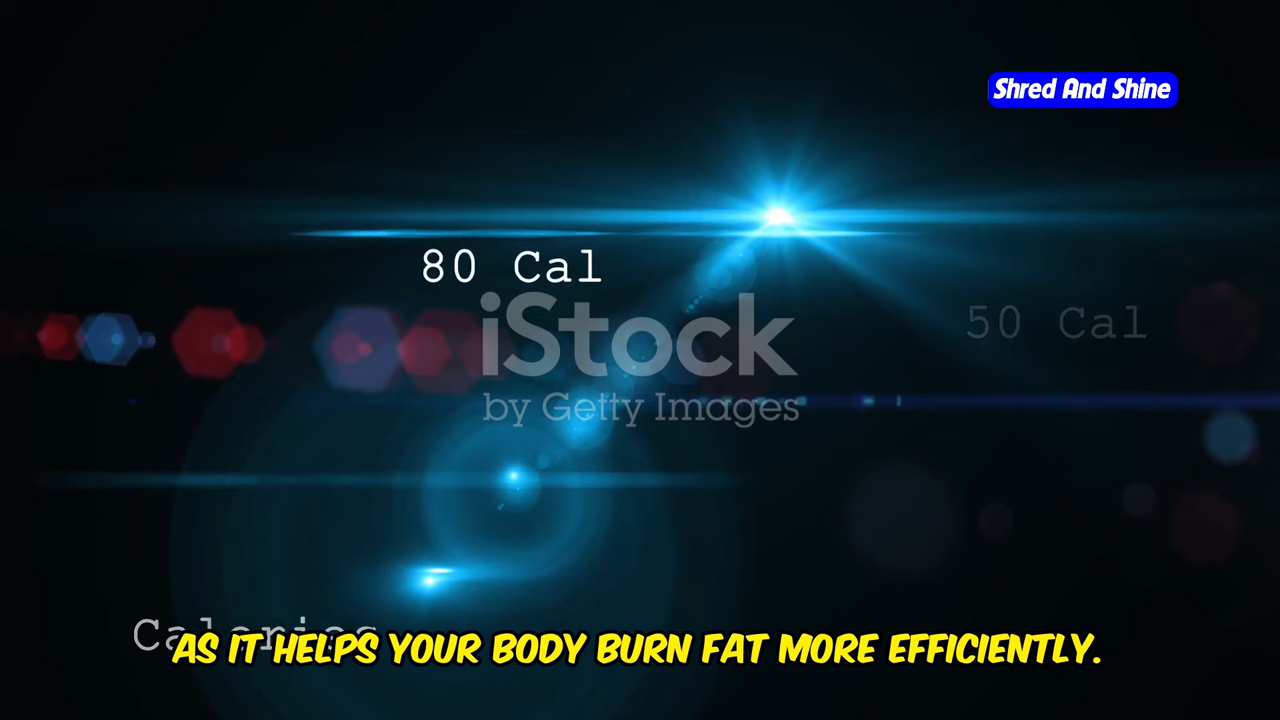 Shred And Shine
80 Cal
iStock
by Getty Images
50 Cal
Calories
AS IT HELPS YOUR BODY BURN FAT MORE EFFICIENTLY.